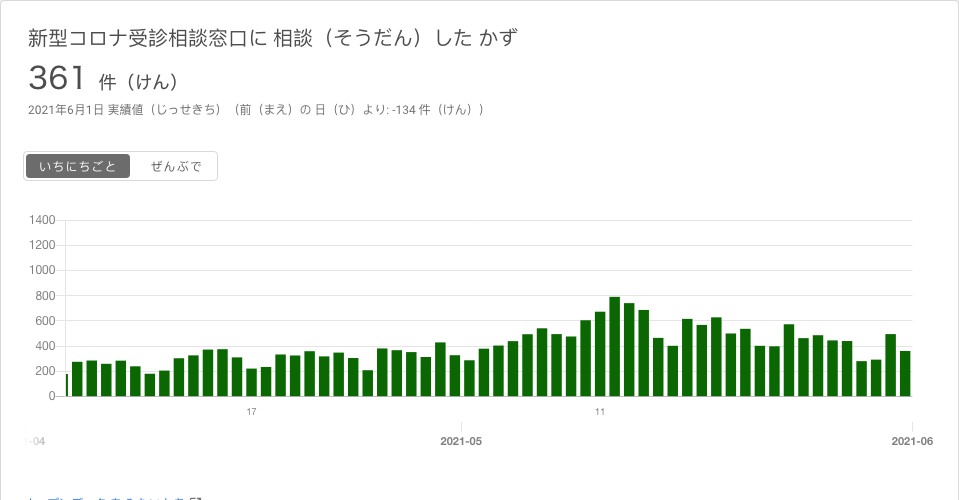 新型コロナ受診相談窓口に 相談（そうだん）した かず
361 件（けん）
2021年6月1日 実績値（じっせきち）（前（まえ）の 日（ひ）より: -134 件（けん））
いちにちごと ぜんぶで
1400
1200
1000
800
600
400
200
0
17 11
-04 2021-05 2021-06